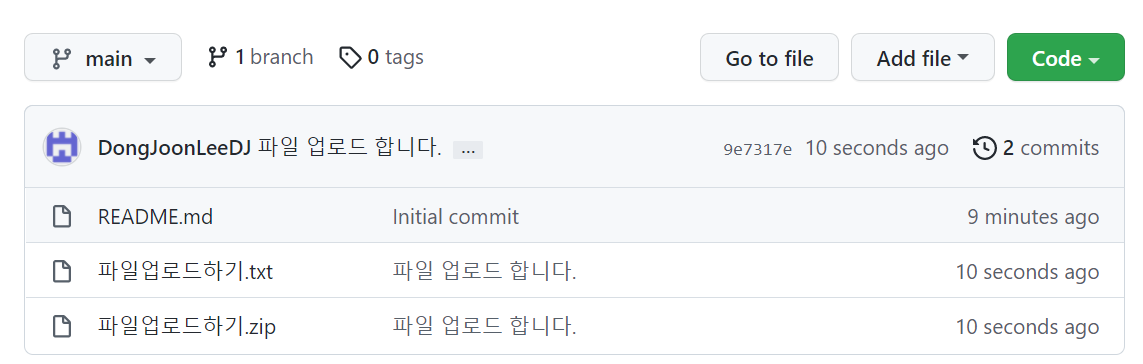 main 1 branch 0 tags Go to file Add file Code
DongJoonLeeDJ 파일 업로드 합니다. ... 9e7317e 10 seconds ago 2 commits
README.md Initial commit 9 minutes ago
파일업로드하기.txt 파일 업로드 합니다. 10 seconds ago
파일업로드하기.zip 파일 업로드 합니다. 10 seconds ago